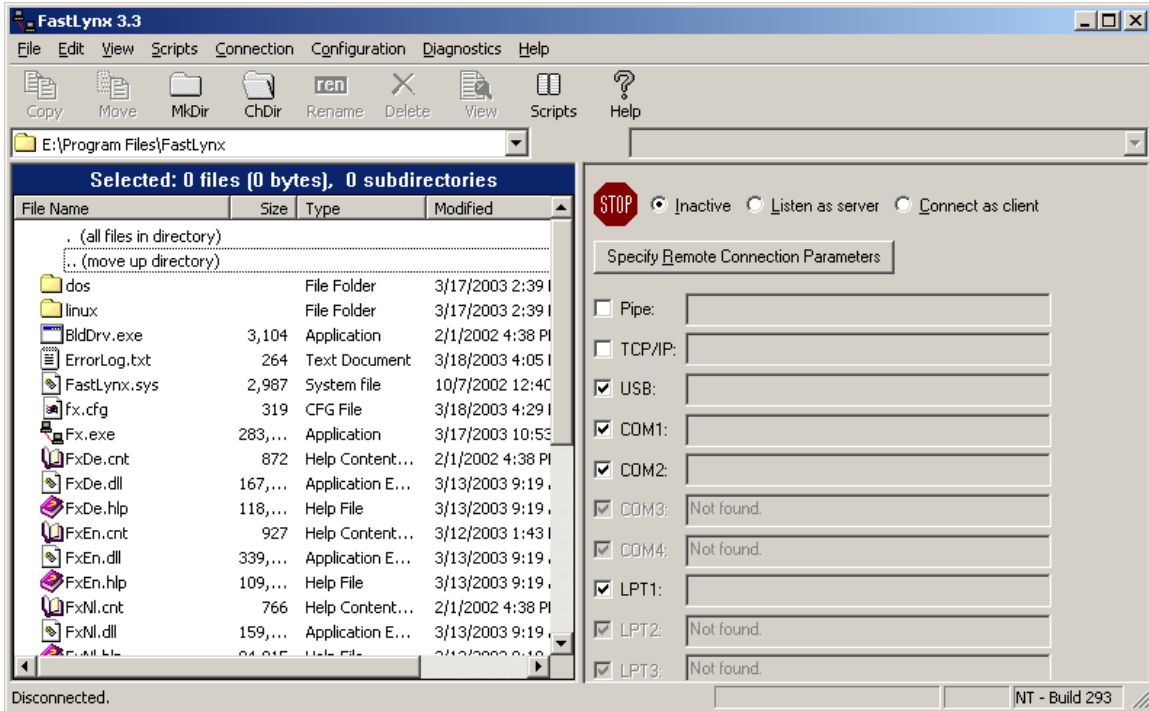 FastLynx 3.3
File Edit View Scripts Connection Configuration Diagnostics Help
Copy Move MkDir ChDir ren Rename Delete View Scripts Help
E:\Program Files\FastLynx
Selected: 0 files (0 bytes), 0 subdirectories
File Name Size Type Modified
. (all files in directory)
.. (move up directory)
dos File Folder 3/17/2003 2:39
linux File Folder 3/17/2003 2:39
BldDrv.exe 3,104 Application 2/1/2002 4:38 P
ErrorLog.txt 264 Text Document 3/18/2003 4:05
FastLynx.sys 2,987 System file 10/7/2002 12:40
fx.cfg 319 CFG File 3/18/2003 4:29
Fx.exe 283,... Application 3/17/2003 10:53
FxDe.cnt 872 Help Content... 2/1/2002 4:38 P
FxDe.dll 167,... Application E... 3/13/2003 9:19
FxDe.hlp 118,... Help File 3/13/2003 9:19
FxEn.cnt 927 Help Content... 3/12/2003 1:43
FxEn.dll 339,... Application E... 3/13/2003 9:19
FxEn.hlp 109,... Help File 3/13/2003 9:19
FxNl.cnt 766 Help Content... 2/1/2002 4:38 P
FxNl.dll 159,... Application E... 3/13/2003 9:19
STOP Inactive Listen as server Connect as client
Specify Remote Connection Parameters
Pipe:
TCP/IP:
USB:
COM1:
COM2:
COM3: Not found.
COM4: Not found.
LPT1:
LPT2: Not found.
LPT3: Not found.
Disconnected. NT - Build 293